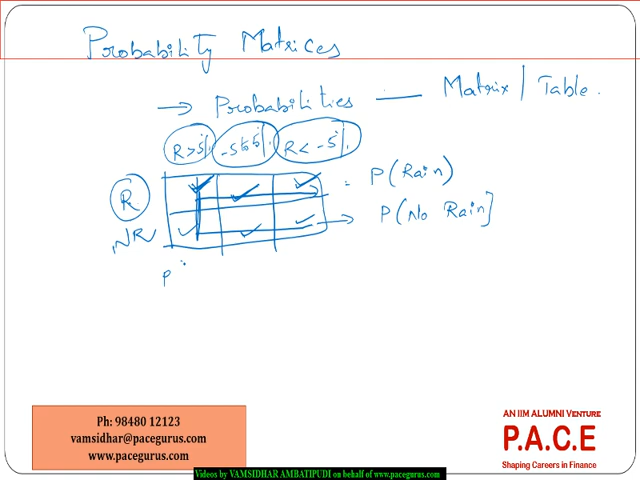 Probability Matrices
→ Probabilities — Matrix | Table.
R > 5% -5 to 5% R < -5%
R P(Rain)
NR → P(No Rain]
P
Ph: 98480 12123
vamsidhar@pacegurus.com
www.pacegurus.com
AN IIM ALUMNI VENTURE
P.A.C.E
Shaping Careers in Finance
Videos by VAMSIDHAR AMBATIPUDI on behalf of www.pacegurus.com